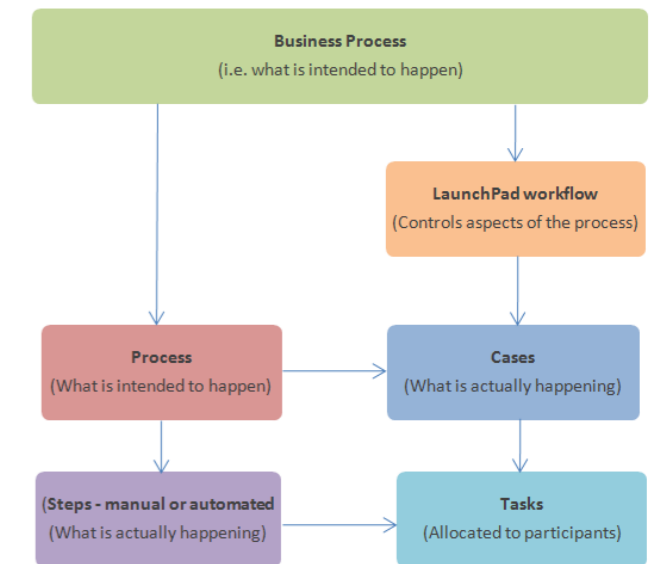 Business Process
(i.e. what is intended to happen)
LaunchPad workflow
(Controls aspects of the process)
Process
(What is intended to happen)
Cases
(What is actually happening)
(Steps - manual or automated
(What is actually happening)
Tasks
(Allocated to participants)